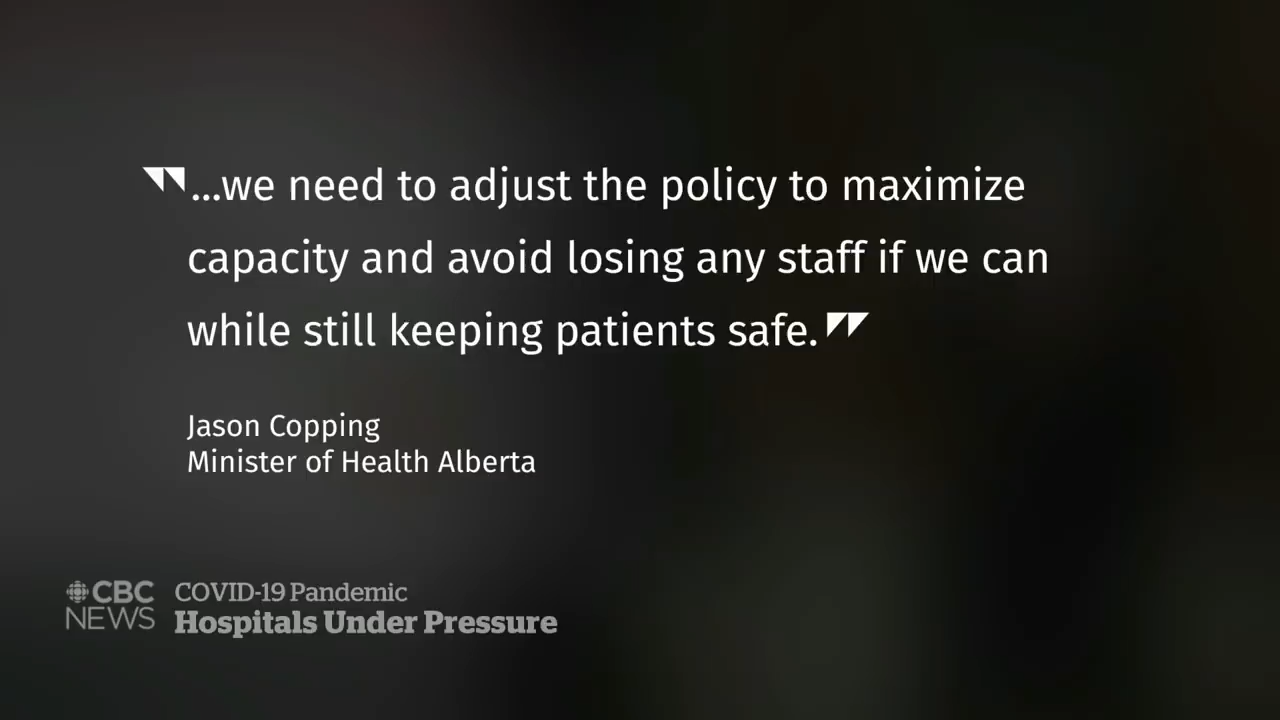 "...we need to adjust the policy to maximize
capacity and avoid losing any staff if we can
while still keeping patients safe."
Jason Copping
Minister of Health Alberta
CBC NEWS
COVID-19 Pandemic
Hospitals Under Pressure